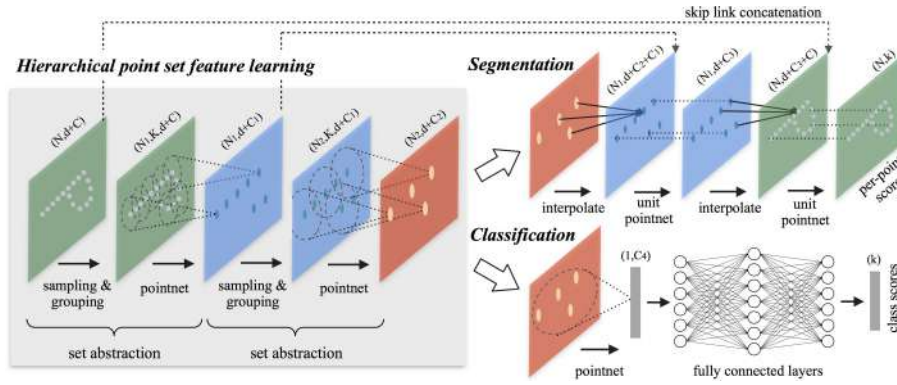 skip link concatenation
Hierarchical point set feature learning
(N,d+C)
(N1,K,d+C)
(N1,d+C1)
(N2,K,d+C1)
(N2,d+C2)
sampling &
grouping
pointnet
sampling &
grouping
pointnet
set abstraction
set abstraction
Segmentation
(N1,d+C2+C1)
(N1,d+C3)
(N,d+C3+C)
(N,k)
interpolate
unit
pointnet
interpolate
unit
pointnet
per-point
scores
Classification
(1,C4)
(k)
class scores
pointnet
fully connected layers